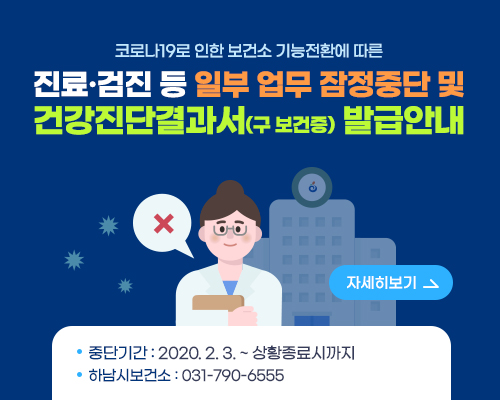 코로나19로 인한 보건소 기능전환에 따른
진료·검진 등 일부 업무 잠정중단 및
건강진단결과서(구 보건증) 발급안내
자세히보기
• 중단기간 : 2020. 2. 3. ~ 상황종료시까지
• 하남시보건소 : 031-790-6555